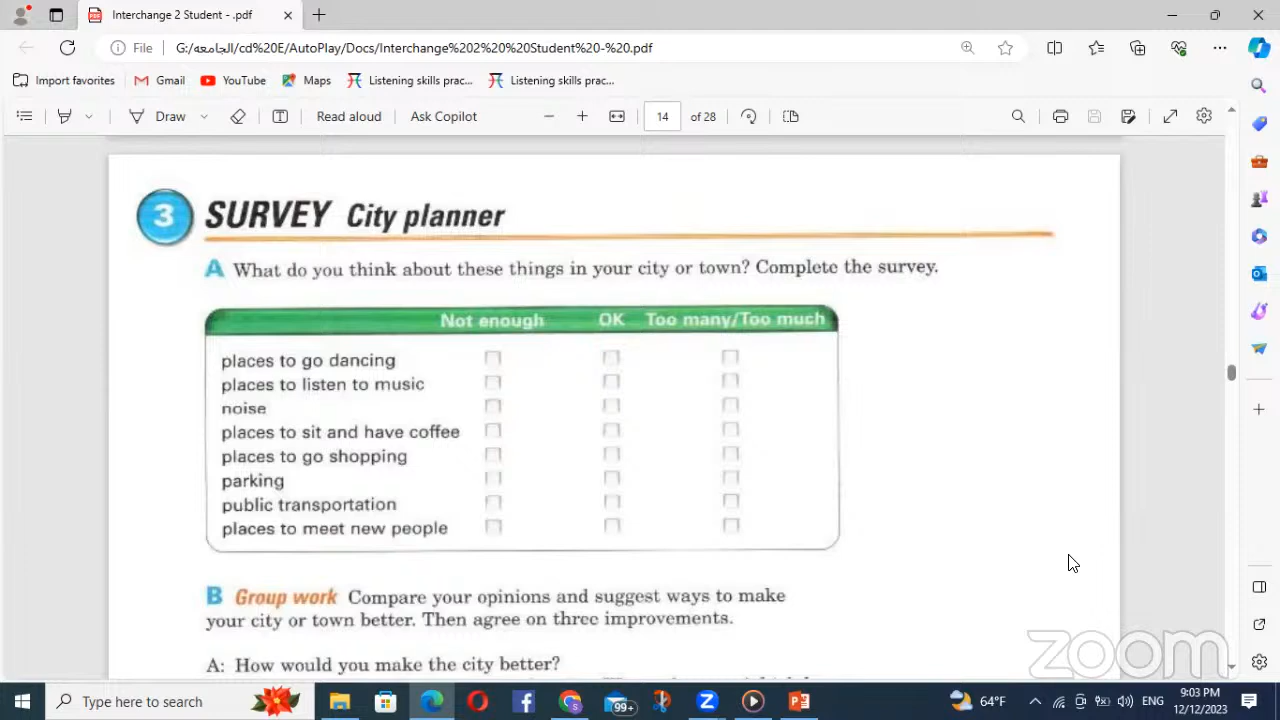 Interchange 2 Student - .pdf
File
G:/الجامعه/cd%20E/AutoPlay/Docs/Interchange%202%20%20Student%20-%20.pdf
Import favorites
Gmail
YouTube
Maps
Listening skills prac...
Listening skills prac...
Draw
Read aloud
Ask Copilot
14
of 28
3 SURVEY City planner
A What do you think about these things in your city or town? Complete the survey.
Not enough OK Too many/Too much
places to go dancing
places to listen to music
noise
places to sit and have coffee
places to go shopping
parking
public transportation
places to meet new people
B Group work Compare your opinions and suggest ways to make
your city or town better. Then agree on three improvements.
A: How would you make the city better?
zoom
Type here to search
99+
64°F
ENG
9:03 PM
12/12/2023